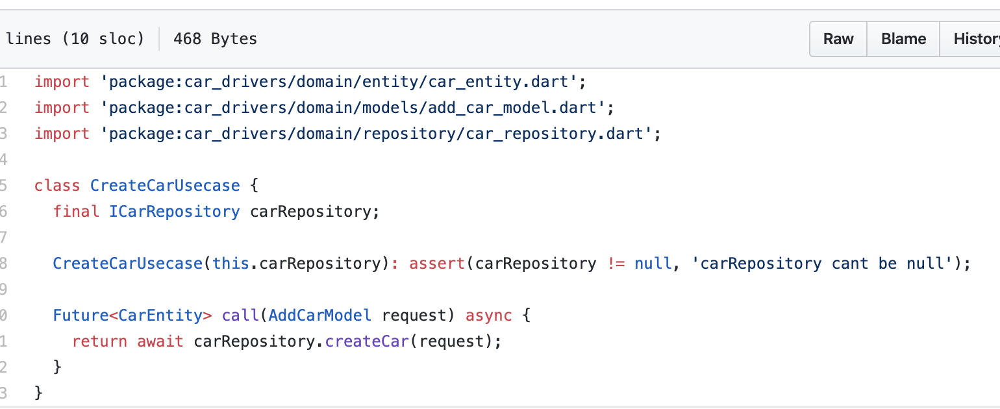 lines (10 sloc) 468 Bytes Raw Blame History
1 import 'package:car_drivers/domain/entity/car_entity.dart';
2 import 'package:car_drivers/domain/models/add_car_model.dart';
3 import 'package:car_drivers/domain/repository/car_repository.dart';
4
5 class CreateCarUsecase {
6 final ICarRepository carRepository;
7
8 CreateCarUsecase(this.carRepository): assert(carRepository != null, 'carRepository cant be null');
9
0 Future<CarEntity> call(AddCarModel request) async {
1 return await carRepository.createCar(request);
2 }
3 }